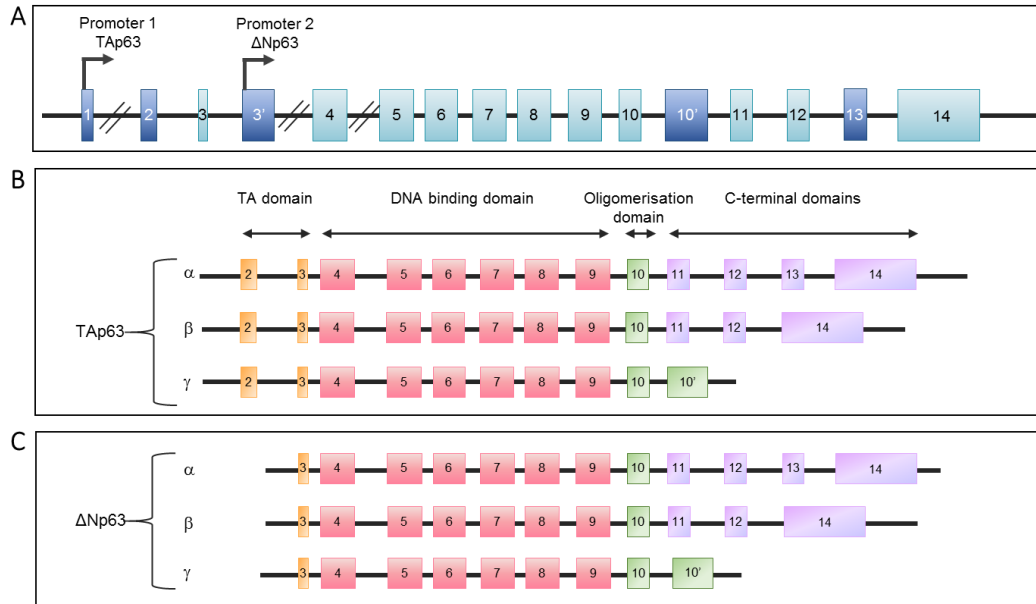 A
Promoter 1
TAp63
Promoter 2
ΔNp63
1 2 3 3’ 4 5 6 7 8 9 10 10’ 11 12 13 14
B
TA domain DNA binding domain Oligomerisation domain C-terminal domains
α 2 3 4 5 6 7 8 9 10 11 12 13 14
TAp63
β 2 3 4 5 6 7 8 9 10 11 12 14
γ 2 3 4 5 6 7 8 9 10 10’
C
α 3 4 5 6 7 8 9 10 11 12 13 14
ΔNp63
β 3 4 5 6 7 8 9 10 11 12 14
γ 3 4 5 6 7 8 9 10 10’